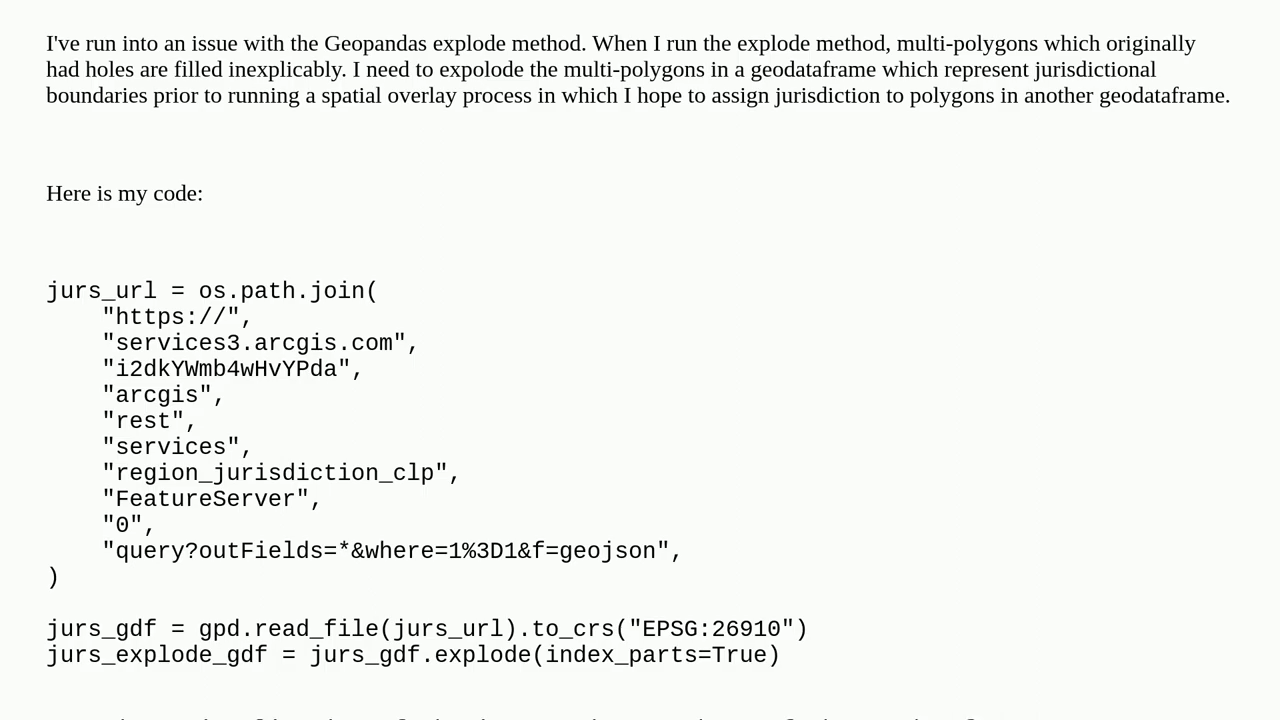 I've run into an issue with the Geopandas explode method. When I run the explode method, multi-polygons which originally
had holes are filled inexplicably. I need to expolode the multi-polygons in a geodataframe which represent jurisdictional
boundaries prior to running a spatial overlay process in which I hope to assign jurisdiction to polygons in another geodataframe.
Here is my code:
jurs_url = os.path.join(
    "https://",
    "services3.arcgis.com",
    "i2dkYWmb4wHvYPda",
    "arcgis",
    "rest",
    "services",
    "region_jurisdiction_clp",
    "FeatureServer",
    "0",
    "query?outFields=*&where=1%3D1&f=geojson",
)
jurs_gdf = gpd.read_file(jurs_url).to_crs("EPSG:26910")
jurs_explode_gdf = jurs_gdf.explode(index_parts=True)